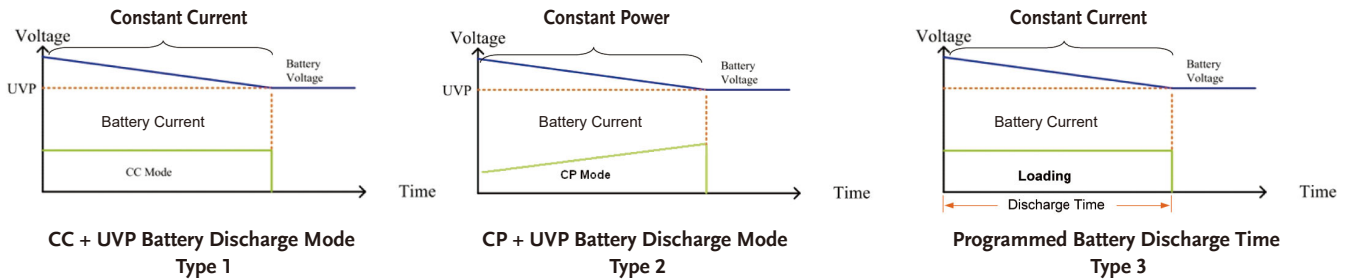 Constant Current
Voltage
Battery
Voltage
UVP
Battery Current
CC Mode
Time
CC + UVP Battery Discharge Mode
Type 1
Constant Power
Voltage
Battery
Voltage
UVP
Battery Current
CP Mode
Time
CP + UVP Battery Discharge Mode
Type 2
Constant Current
Voltage
Battery
Voltage
Battery Current
Loading
Time
Discharge Time
Programmed Battery Discharge Time
Type 3